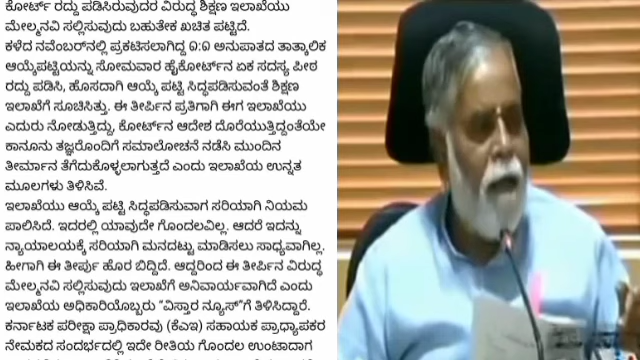 ಕೋರ್ಟ್ ರದ್ದು ಪಡಿಸಿರುವುದರ ವಿರುದ್ಧ ಶಿಕ್ಷಣ ಇಲಾಖೆಯು
ಮೇಲ್ಮನವಿ ಸಲ್ಲಿಸುವುದು ಬಹುತೇಕ ಖಚಿತ ಪಟ್ಟಿದೆ.
ಕಳೆದ ನವೆಂಬರ್‌ನಲ್ಲಿ ಪ್ರಕಟಿಸಲಾಗಿದ್ದ ೧:೧ ಅನುಪಾತದ ತಾತ್ಕಾಲಿಕ
ಆಯ್ಕೆಪಟ್ಟಿಯನ್ನು ಸೋಮವಾರ ಹೈಕೋರ್ಟ್‌ನ ಏಕ ಸದಸ್ಯ ಪೀಠ
ರದ್ದು ಪಡಿಸಿ, ಹೊಸದಾಗಿ ಆಯ್ಕೆ ಪಟ್ಟಿ ಸಿದ್ಧಪಡಿಸುವಂತೆ ಶಿಕ್ಷಣ
ಇಲಾಖೆಗೆ ಸೂಚಿಸಿತ್ತು. ಈ ತೀರ್ಪಿನ ಪ್ರತಿಗಾಗಿ ಈಗ ಇಲಾಖೆಯು
ಎದುರು ನೋಡುತ್ತಿದ್ದು, ಕೋರ್ಟ್‌ನ ಆದೇಶ ದೊರೆಯುತ್ತಿದ್ದಂತೆಯೇ
ಕಾನೂನು ತಜ್ಞರೊಂದಿಗೆ ಸಮಾಲೋಚನೆ ನಡೆಸಿ ಮುಂದಿನ
ತೀರ್ಮಾನ ತೆಗೆದುಕೊಳ್ಳಲಾಗುತ್ತದೆ ಎಂದು ಇಲಾಖೆಯ ಉನ್ನತ
ಮೂಲಗಳು ತಿಳಿಸಿವೆ.
ಇಲಾಖೆಯು ಆಯ್ಕೆ ಪಟ್ಟಿ ಸಿದ್ಧಪಡಿಸುವಾಗ ಸರಿಯಾಗಿ ನಿಯಮ
ಪಾಲಿಸಿದೆ. ಇದರಲ್ಲಿ ಯಾವುದೇ ಗೊಂದಲವಿಲ್ಲ. ಆದರೆ ಇದನ್ನು
ನ್ಯಾಯಾಲಯಕ್ಕೆ ಸರಿಯಾಗಿ ಮನದಟ್ಟು ಮಾಡಿಸಲು ಸಾಧ್ಯವಾಗಿಲ್ಲ.
ಹೀಗಾಗಿ ಈ ತೀರ್ಪು ಹೊರ ಬಿದ್ದಿದೆ. ಆದ್ದರಿಂದ ಈ ತೀರ್ಪಿನ ವಿರುದ್ಧ
ಮೇಲ್ಮನವಿ ಸಲ್ಲಿಸುವುದು ಇಲಾಖೆಗೆ ಅನಿವಾರ್ಯವಾಗಿದೆ ಎಂದು
ಇಲಾಖೆಯ ಅಧಿಕಾರಿಯೊಬ್ಬರು "ವಿಸ್ತಾರ ನ್ಯೂಸ್‌"ಗೆ ತಿಳಿಸಿದ್ದಾರೆ.
ಕರ್ನಾಟಕ ಪರೀಕ್ಷಾ ಪ್ರಾಧಿಕಾರವು (ಕೆಎಇ) ಸಹಾಯಕ ಪ್ರಾಧ್ಯಾಪಕರ
ನೇಮಕದ ಸಂದರ್ಭದಲ್ಲಿ ಇದೇ ರೀತಿಯ ಗೊಂದಲ ಉಂಟಾದಾಗ